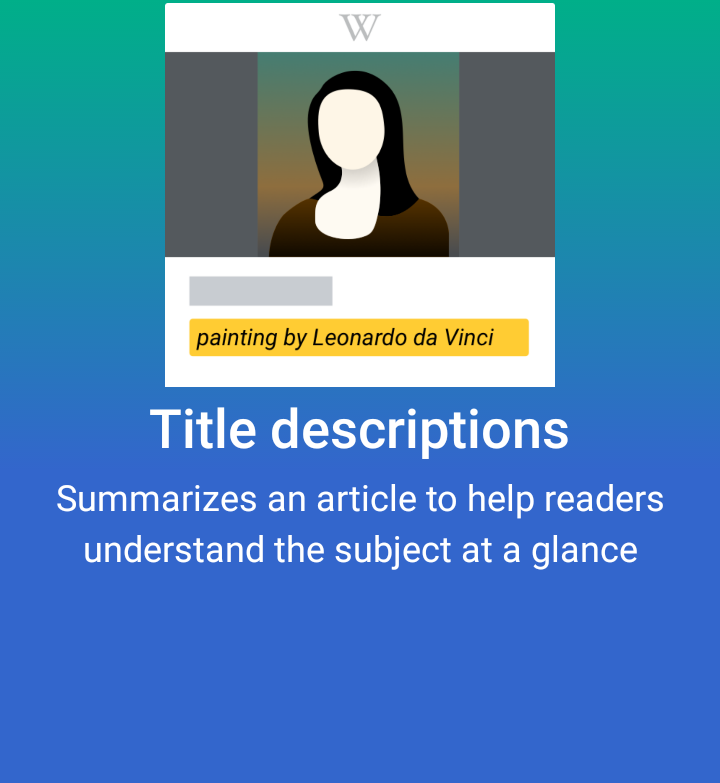 W
painting by Leonardo da Vinci
Title descriptions
Summarizes an article to help readers
understand the subject at a glance